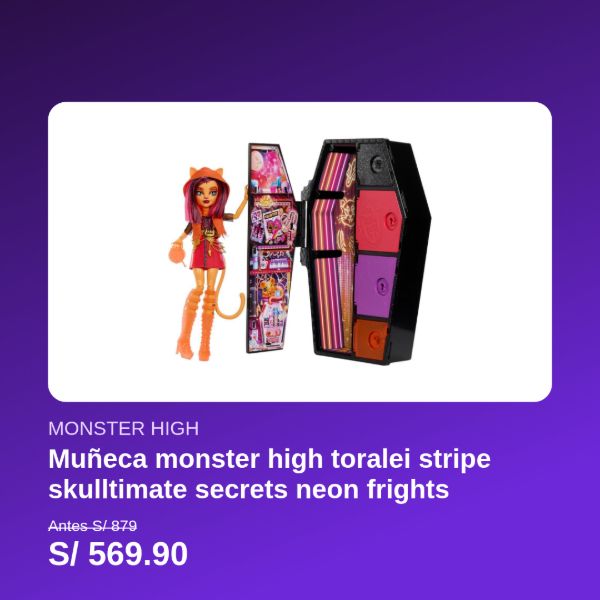 MONSTER HIGH
Muñeca monster high toralei stripe
skulltimate secrets neon frights
Antes S/ 879
S/ 569.90